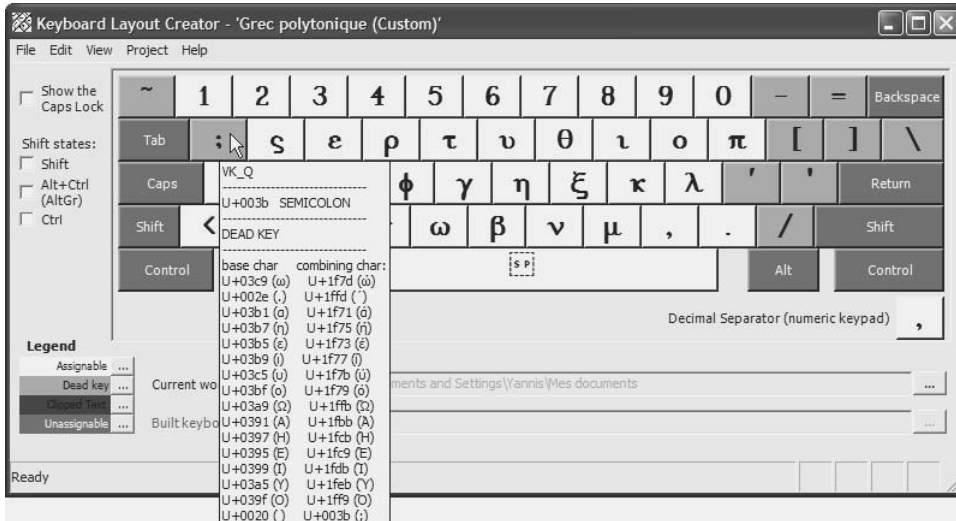 Keyboard Layout Creator - 'Grec polytonique (Custom)'
File Edit View Project Help
Show the
Caps Lock
Shift states:
Shift
Alt+Ctrl
(AltGr)
Ctrl
~ 1 2 3 4 5 6 7 8 9 0 - = Backspace
Tab ; ς ε ρ τ υ θ ι ο π [ ] \
Caps φ γ η ξ κ λ ' ' Return
Shift < ω β ν μ , . / Shift
Control SP Alt Control
VK_Q
U+003b SEMICOLON
DEAD KEY
base char combining char:
U+03c9 (ω) U+1f7d (ώ)
U+002e (.) U+1ffd (´)
U+03b1 (α) U+1f71 (ά)
U+03b7 (η) U+1f75 (ή)
U+03b5 (ε) U+1f73 (έ)
U+03b9 (ι) U+1f77 (ί)
U+03c5 (υ) U+1f7b (ύ)
U+03bf (ο) U+1f79 (ό)
U+03a9 (Ω) U+1ffb (Ώ)
U+0391 (Α) U+1fbb (Ά)
U+0397 (Η) U+1fcb (Ή)
U+0395 (Ε) U+1fc9 (Έ)
U+0399 (Ι) U+1fdb (Ί)
U+03a5 (Υ) U+1feb (Ύ)
U+039f (Ο) U+1ff9 (Ό)
U+0020 ( ) U+003b (;)
Decimal Separator (numeric keypad) ,
Legend
Assignable ...
Dead key ...
Cloped Text ...
Unassignable ...
Current wo ments and Settings\Yannis\Mes documents ...
Built keybo ...
Ready